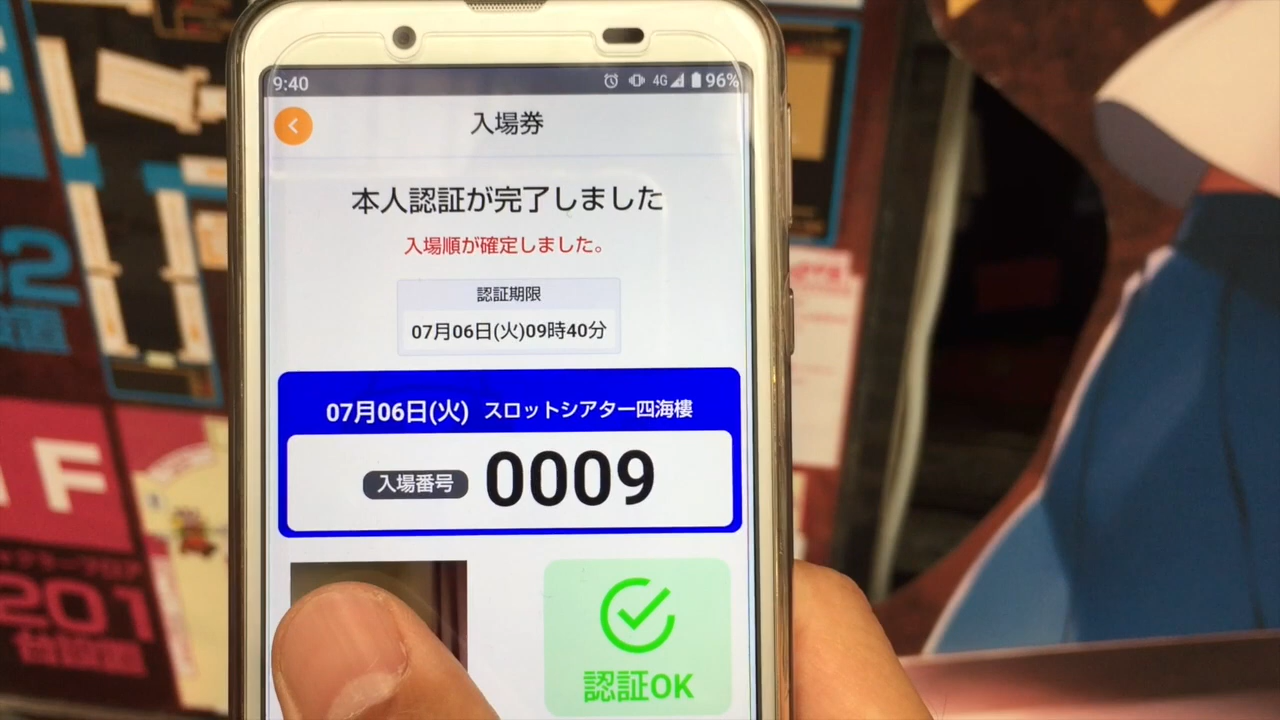 9:40
4G
96%
入場券
本人認証が完了しました
入場順が確定しました。
認証期限
07月06日(火)09時40分
07月06日(火) スロットシアター四海樓
入場番号 0009
認証OK
F
201